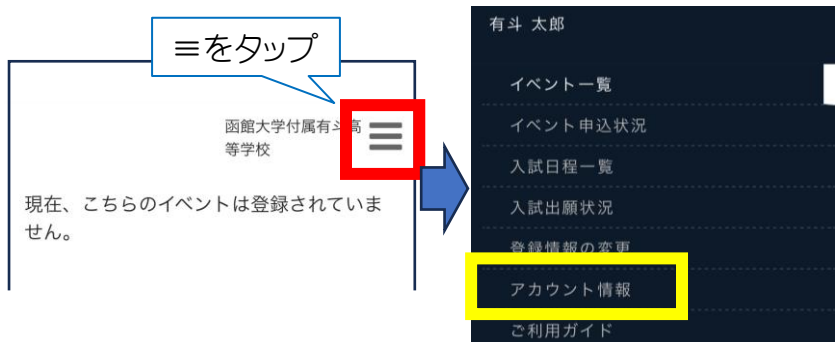 ≡をタップ
函館大学付属有斗高
等学校
現在、こちらのイベントは登録されていま
せん。
有斗 太郎
イベント一覧
イベント申込状況
入試日程一覧
入試出願状況
登録情報の変更
アカウント情報
ご利用ガイド